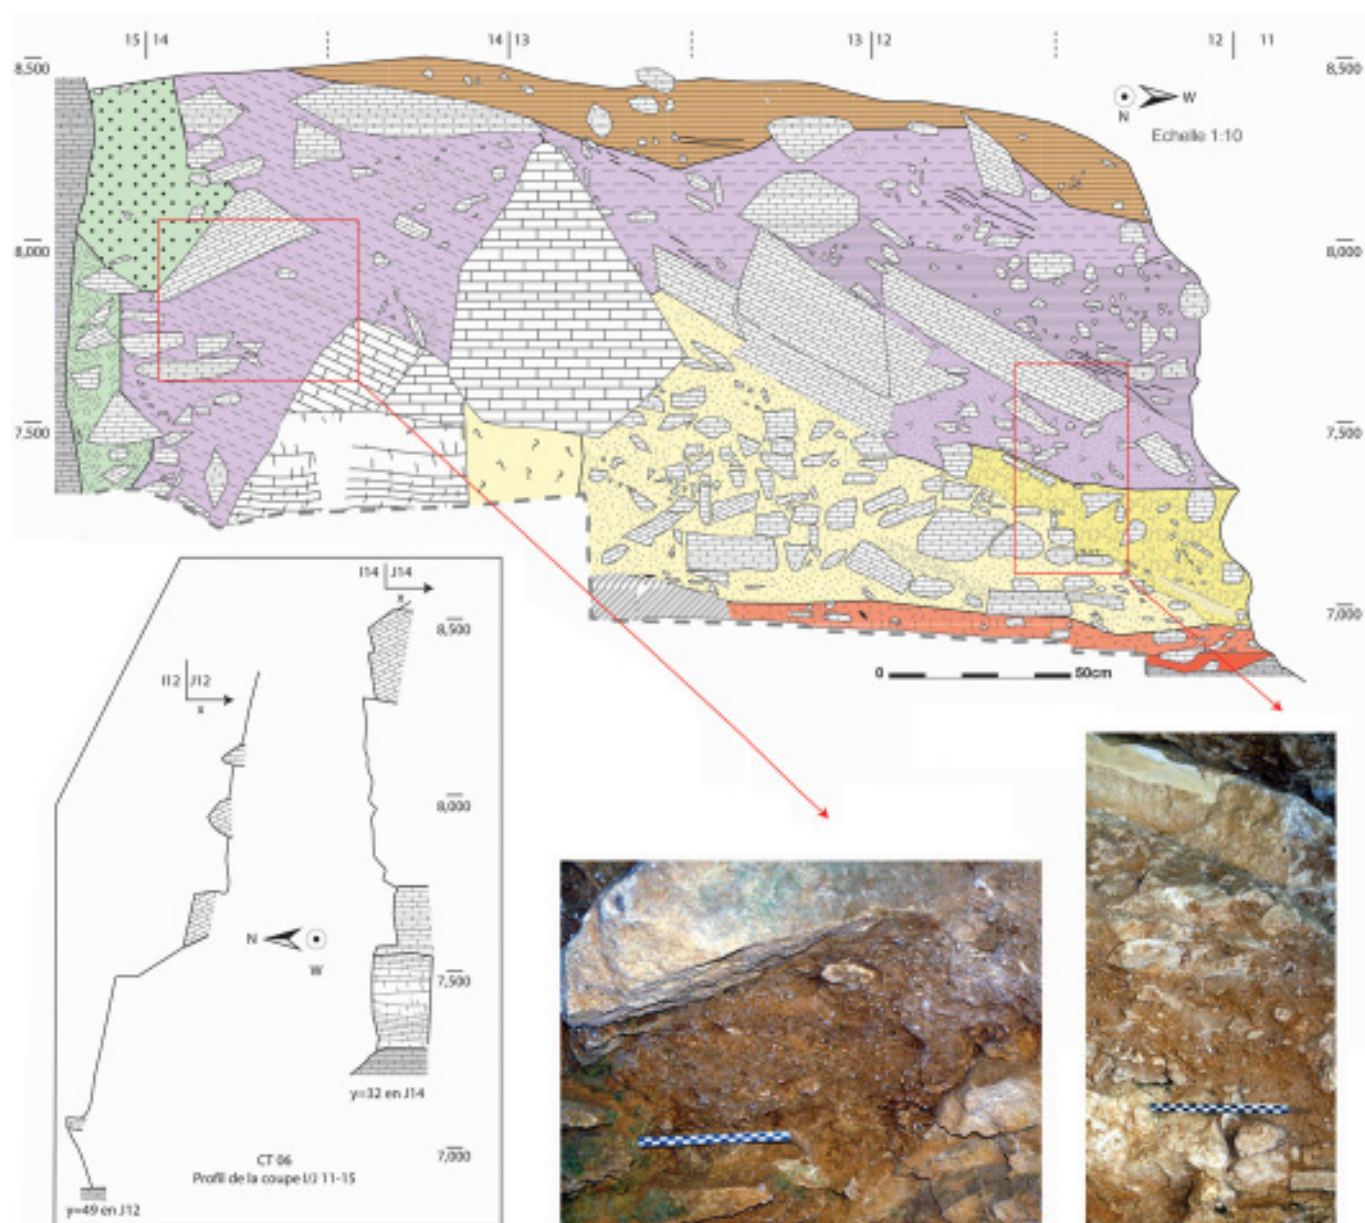 15 | 14
14 | 13
13 | 12
12 | 11
8,500
8,500
W
N
Echelle 1:10
8,000
8,000
7,500
7,500
7,000
0 50cm
I14 J14
x
8,500
I12 J12
x
8,000
N
W
7,500
y=32 en J14
7,000
CT 06
Profil de la coupe I/J 11-15
y=49 en J12